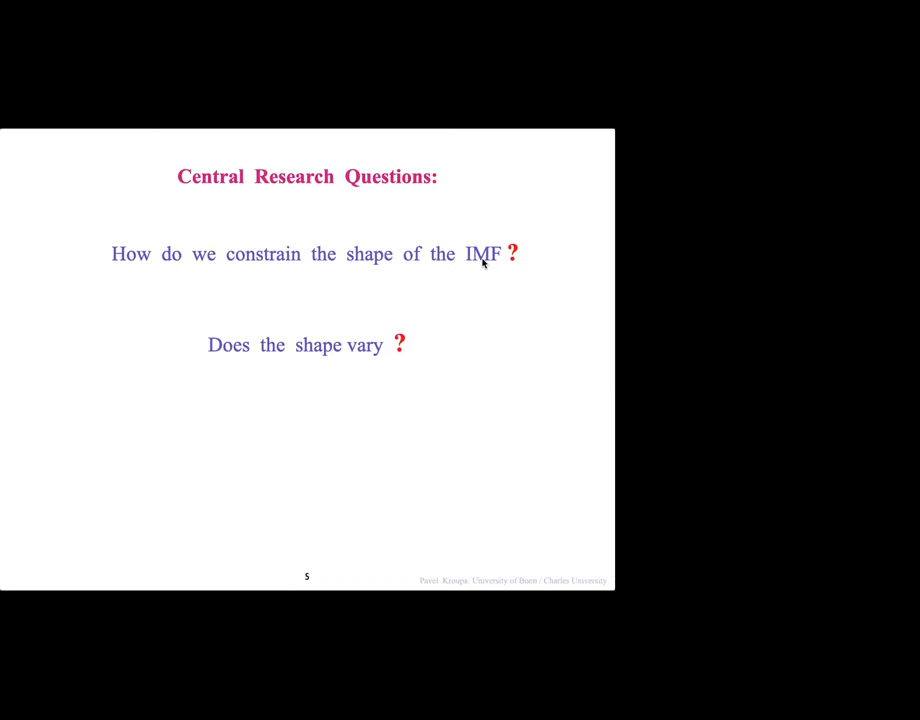 Central Research Questions:
How do we constrain the shape of the IMF ?
Does the shape vary ?
5
Pavel Kroupa: University of Bonn / Charles University